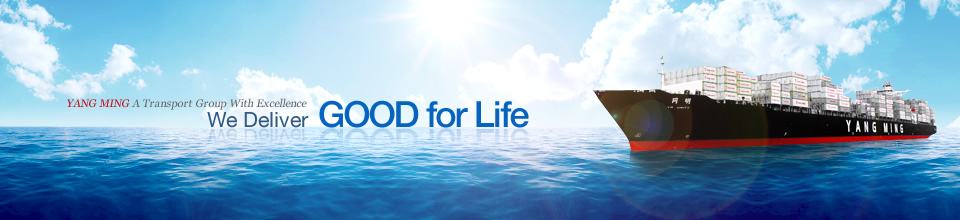 YANG MING A Transport Group With Excellence
We Deliver GOOD for Life
YANG MING